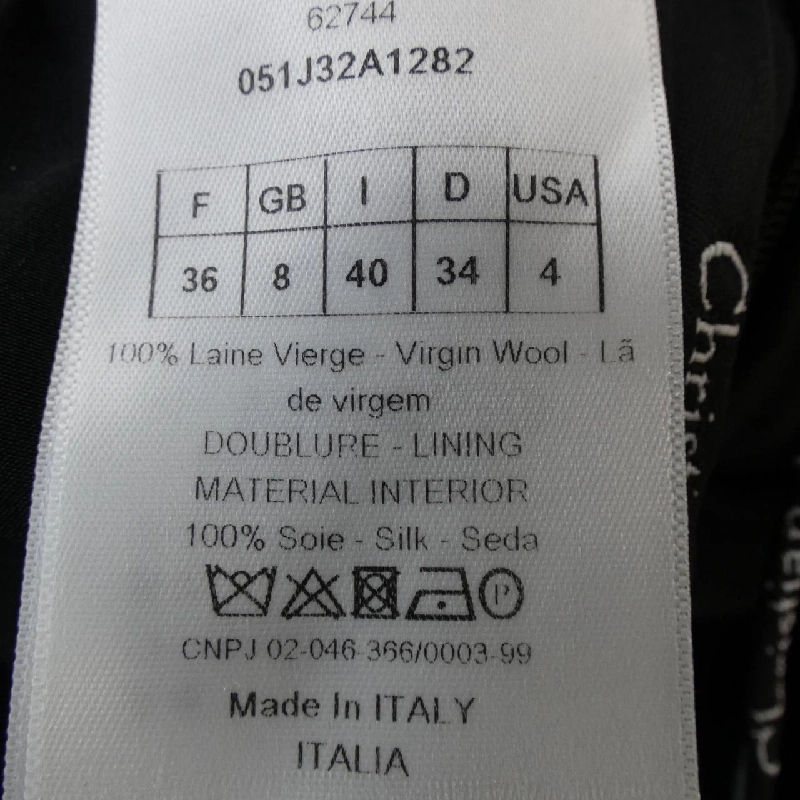 62744
051J32A1282
F GB I D USA
36 8 40 34 4
100% Laine Vierge - Virgin Wool - Lã
de virgem
DOUBLURE - LINING
MATERIAL INTERIOR
100% Soie - Silk - Seda
P
CNPJ 02-046 366/0003-99
Made In ITALY
ITALIA
Christ